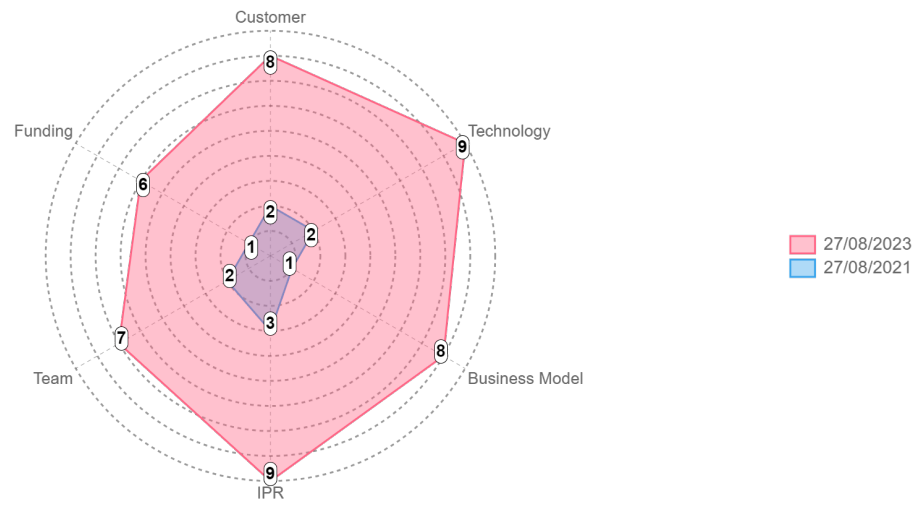 Customer
8
Funding
Technology
9
6
2
2
1
1
2
3
27/08/2023
27/08/2021
7
8
Team
Business Model
9
IPR